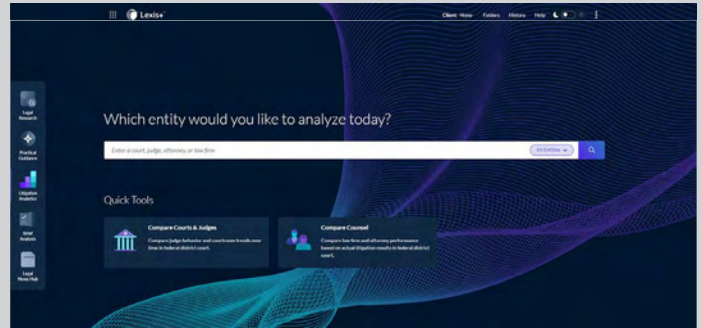 Lexis+
Client: -None- Folders History Help
Legal
Research
Practical
Guidance
Litigation
Analytics
Brief
Analysis
Legal
News Hub
Which entity would you like to analyze today?
Enter a court, judge, attorney, or law firm
All Entities
Quick Tools
Compare Courts & Judges
Compare judge behavior and courtroom trends over
time in federal district court.
Compare Counsel
Compare law firm and attorney performance
based on actual litigation results in federal district
court.